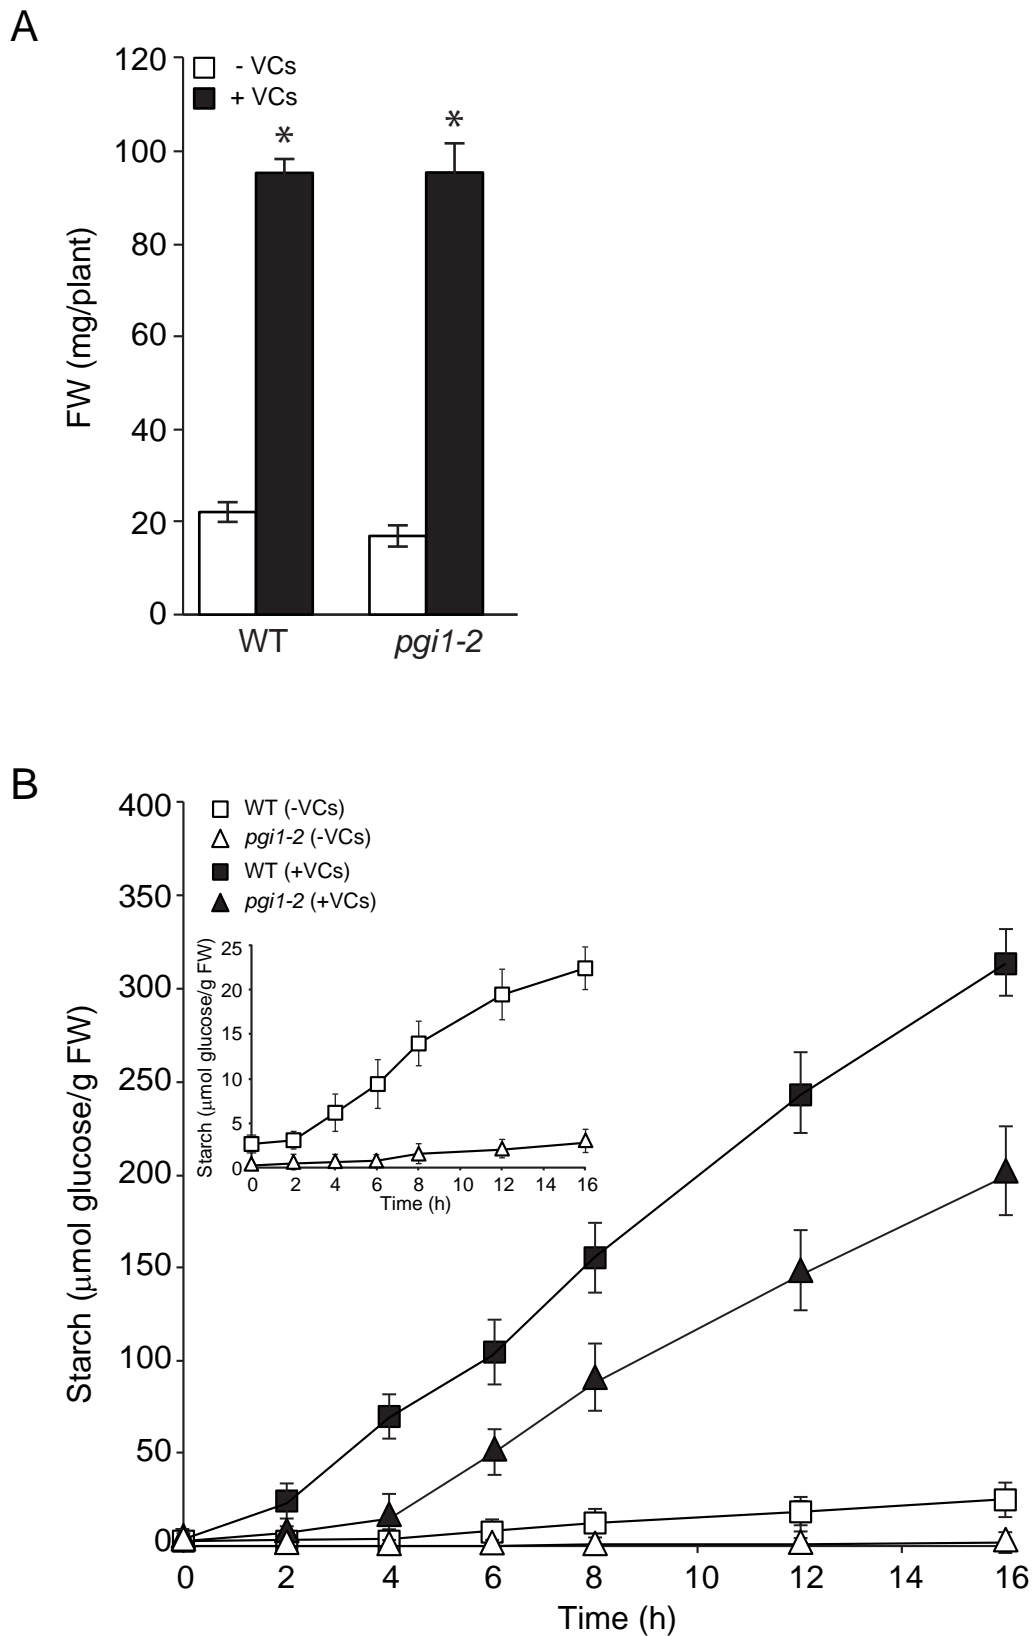 A
120
100
80
60
40
20
0
FW (mg/plant)
- VCs
+ VCs
*
*
WT
pgi1-2
B
400
350
300
250
200
150
100
50
0
Starch (μmol glucose/g FW)
WT (-VCs)
pgi1-2 (-VCs)
WT (+VCs)
pgi1-2 (+VCs)
25
20
15
10
5
0
Starch (μmol glucose/g FW)
0 2 4 6 8 10 12 14 16
Time (h)
0 2 4 6 8 10 12 14 16
Time (h)